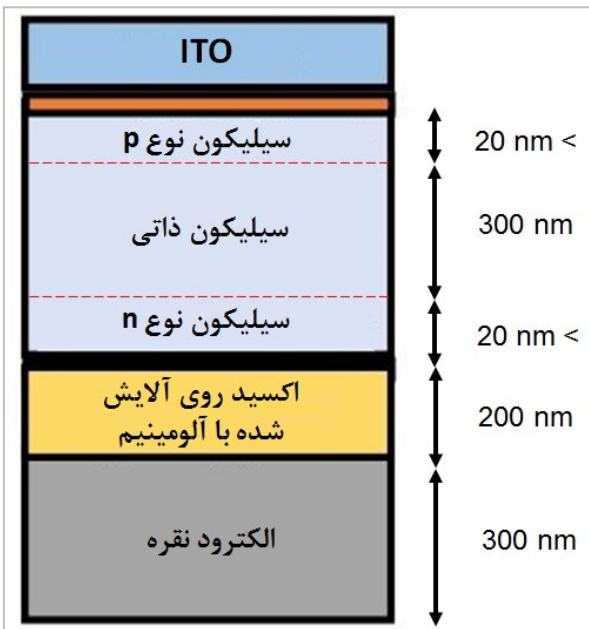 ITO
سیلیکون نوع p
20 nm <
سیلیکون ذاتی
300 nm
سیلیکون نوع n
20 nm <
اکسید روی آلایش
شده با آلومینیم
200 nm
الکترود نقره
300 nm